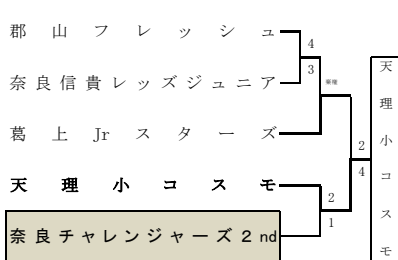 郡山フレッシュ
4
3
奈良信貴レッズジュニア
棄権
葛上Jrスターズ
2
4
天理小コスモ
2
1
奈良チャレンジャーズ２nd
天理小コスモ